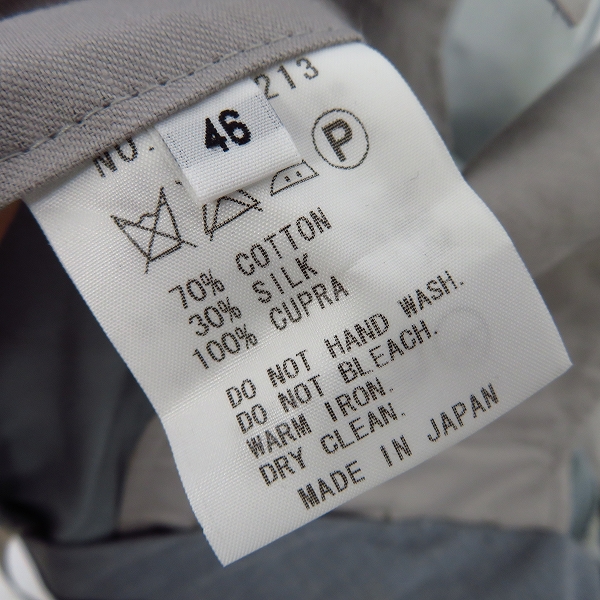 NO. 213
46
P
70% COTTON
30% SILK
100% CUPRA
DO NOT HAND WASH.
DO NOT BLEACH.
WARM IRON.
DRY CLEAN.
MADE IN JAPAN